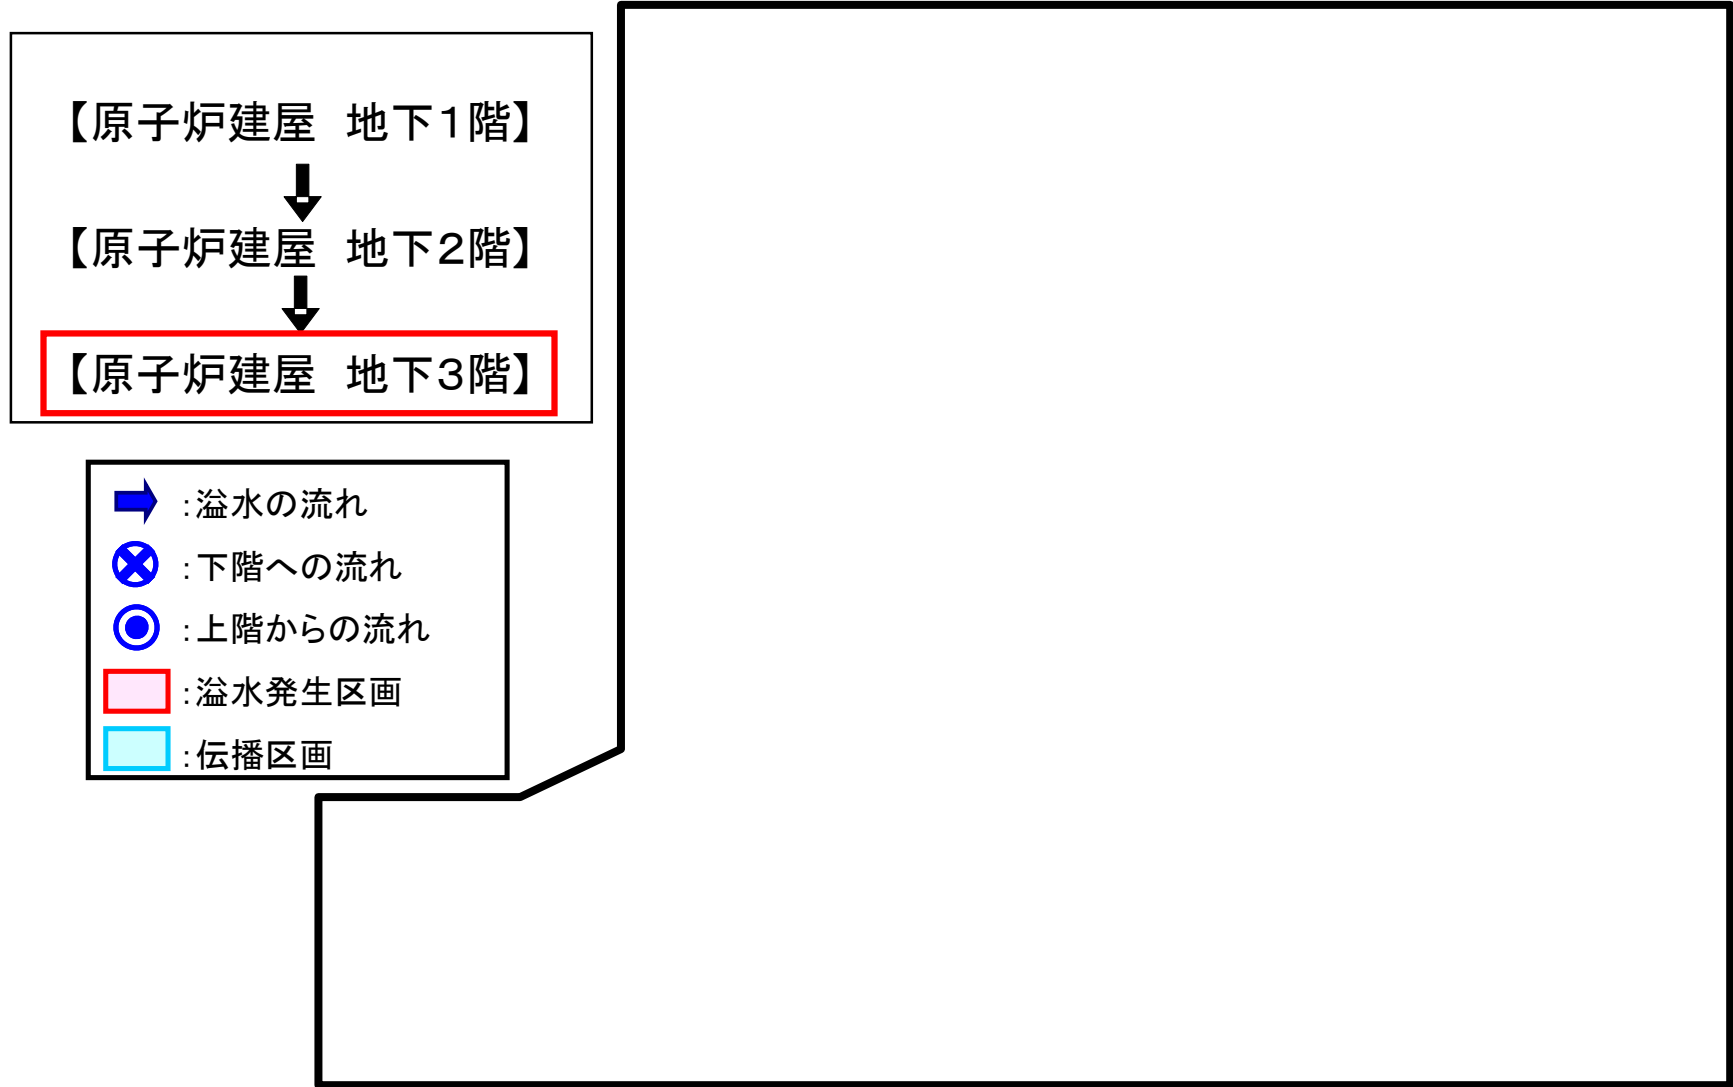 【原子炉建屋　地下１階】
【原子炉建屋　地下２階】
【原子炉建屋　地下３階】
:溢水の流れ
:下階への流れ
:上階からの流れ
:溢水発生区画
:伝播区画